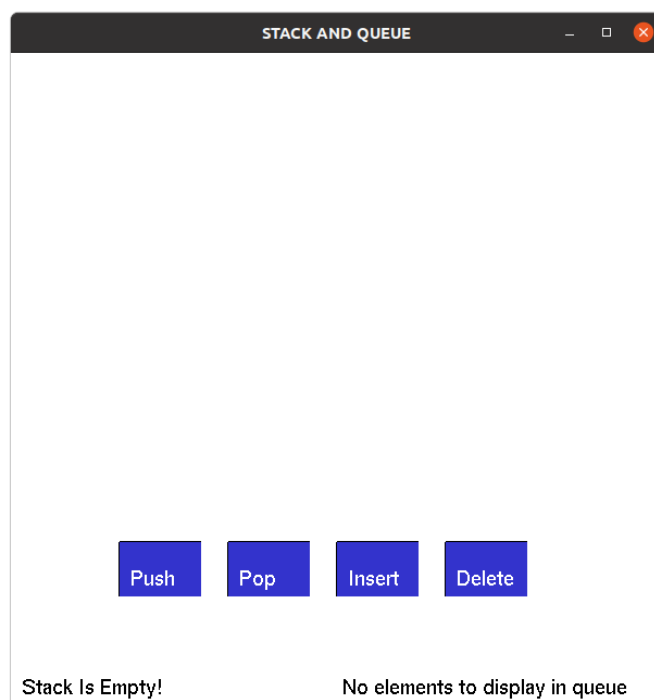 STACK AND QUEUE
Push Pop Insert Delete
Stack Is Empty! No elements to display in queue